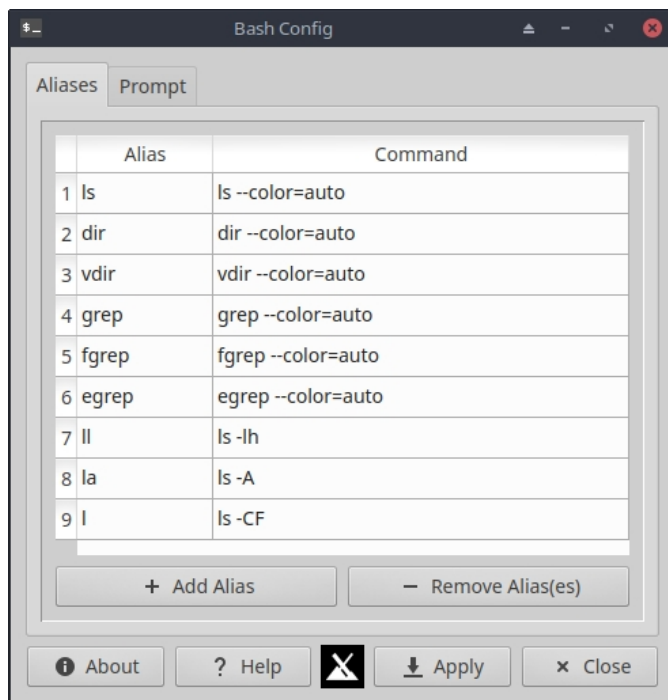 $_ Bash Config
Aliases Prompt
Alias Command
1 ls ls --color=auto
2 dir dir --color=auto
3 vdir vdir --color=auto
4 grep grep --color=auto
5 fgrep fgrep --color=auto
6 egrep egrep --color=auto
7 ll ls -lh
8 la ls -A
9 l ls -CF
+ Add Alias − Remove Alias(es)
About ? Help Apply × Close